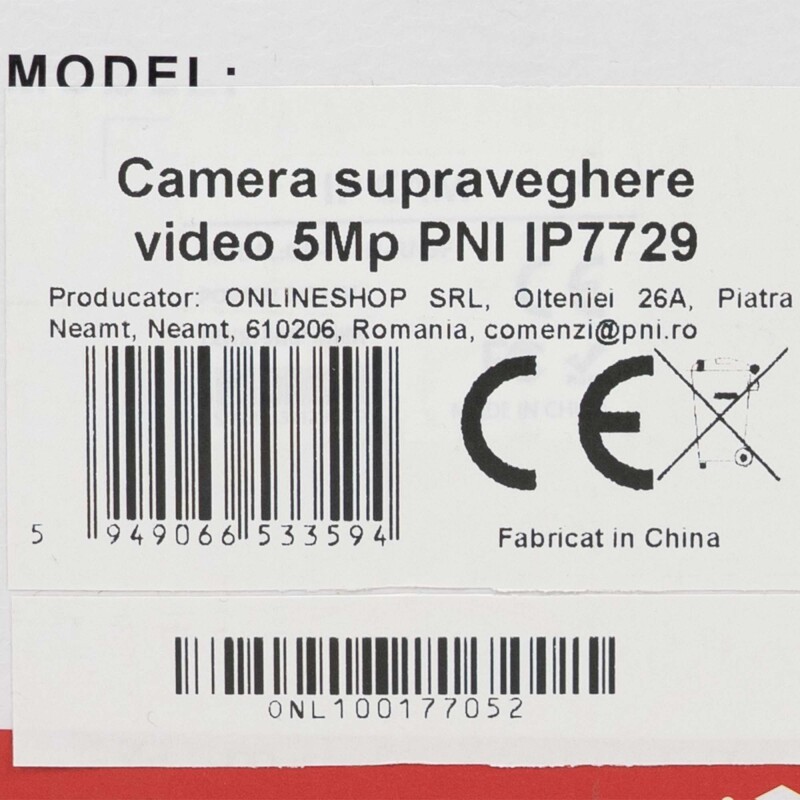 MODEL:
Camera supraveghere
video 5Mp PNI IP7729
Producator: ONLINESHOP SRL, Olteniei 26A, Piatra
Neamt, Neamt, 610206, Romania, comenzi@pni.ro
CE
5 949066 533594
Fabricat in China
ONL100177052